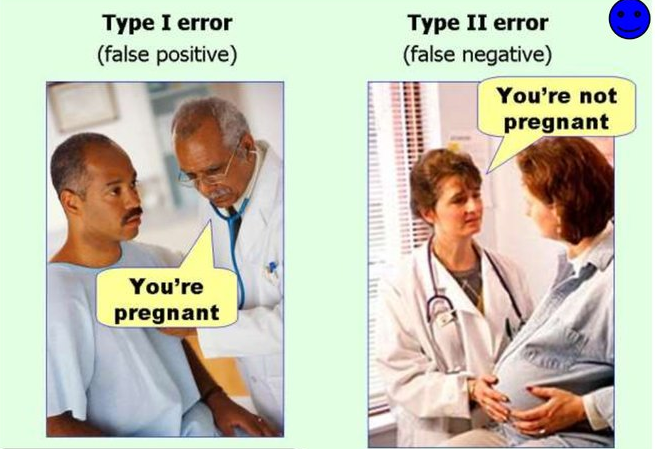 Type I error
(false positive)
You're
pregnant
Type II error
(false negative)
You're not
pregnant